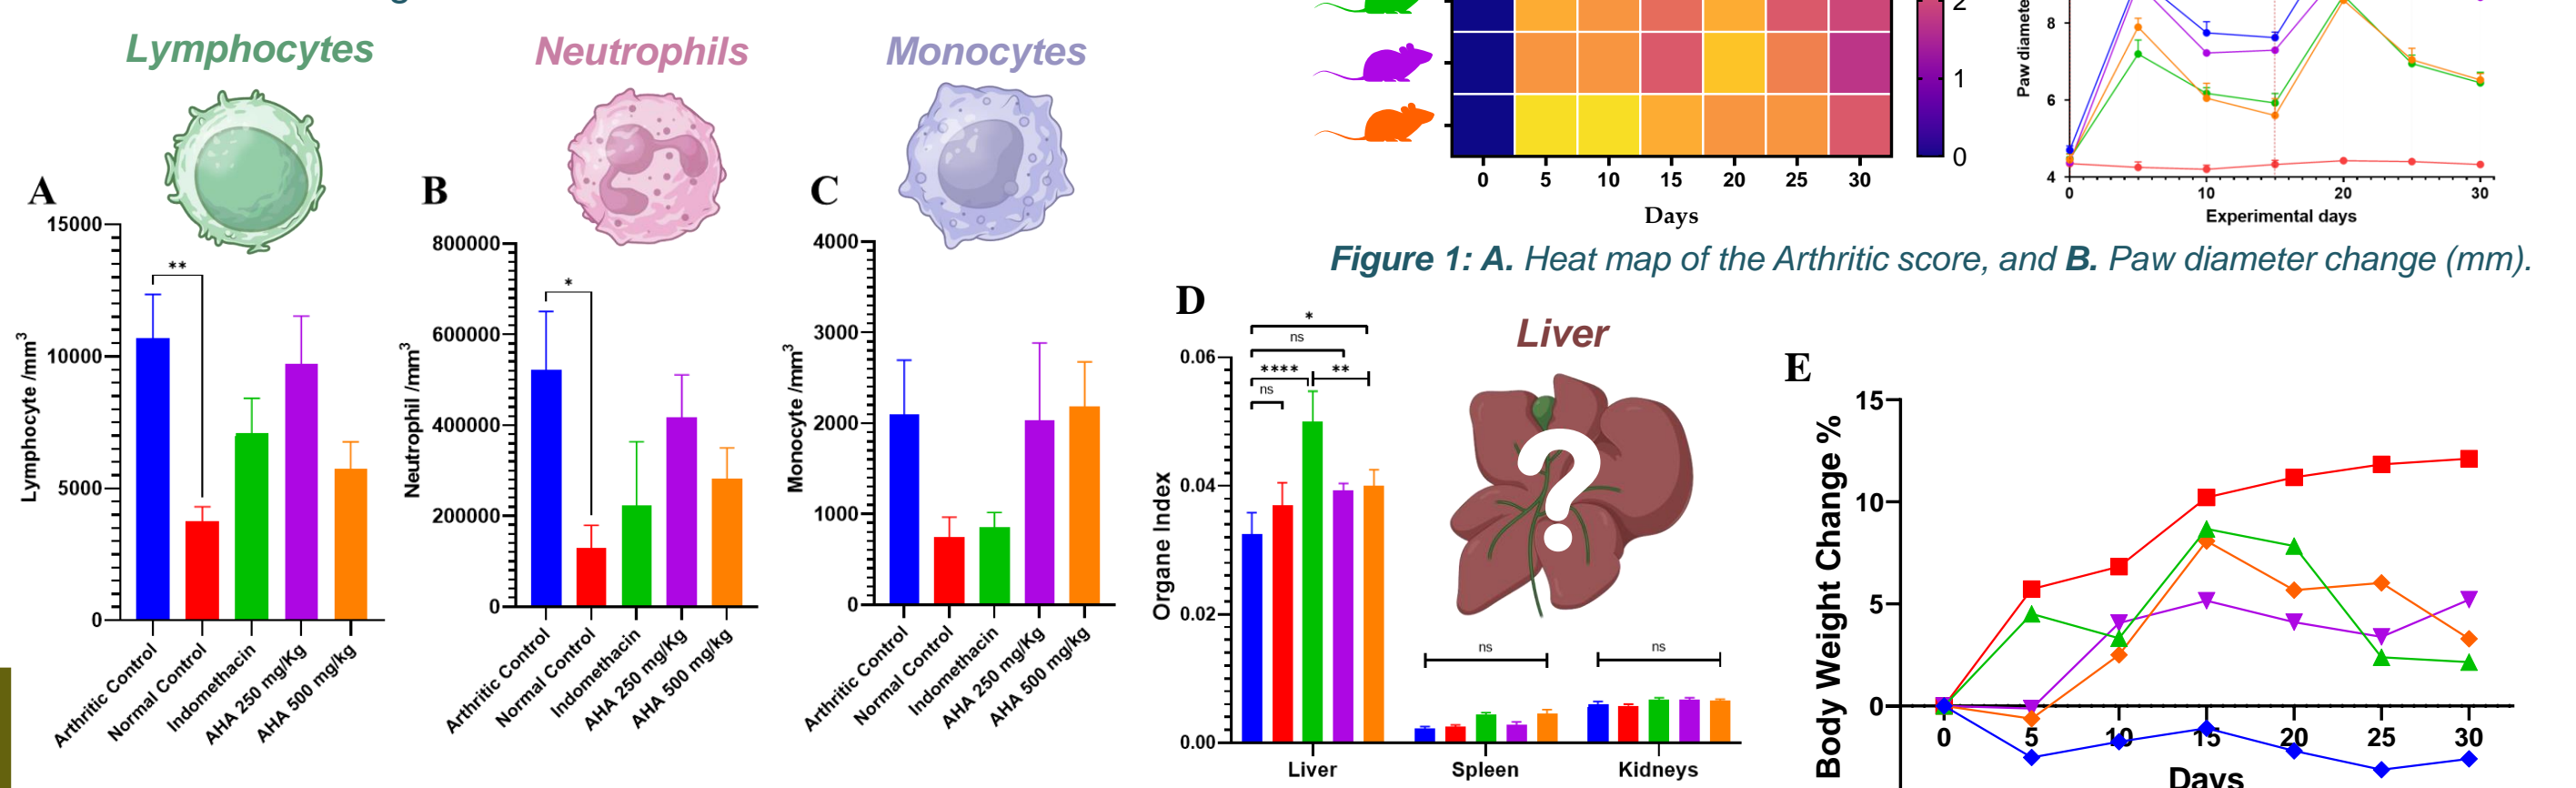 Lymphocytes
Neutrophils
Monocytes
A
15000
10000
5000
0
Lymphocyte /mm³
**
Arthritic Control
Normal Control
Indomethacin
AHA 250 mg/Kg
AHA 500 mg/kg
B
800000
600000
400000
200000
0
Neutrophil /mm³
*
Arthritic Control
Normal Control
Indomethacin
AHA 250 mg/Kg
AHA 500 mg/kg
C
4000
3000
2000
1000
0
Monocyte /mm³
Arthritic Control
Normal Control
Indomethacin
AHA 250 mg/Kg
AHA 500 mg/kg
0 5 10 15 20 25 30
Days
2
1
0
Paw diamete
8
6
4
0 10 20 30
Experimental days
Figure 1: A. Heat map of the Arthritic score, and B. Paw diameter change (mm).
D
Liver
?
0.06
0.04
0.02
0.00
Organe Index
*
ns
**** **
ns
ns
ns
Liver Spleen Kidneys
E
15
10
5
0
Body Weight Change %
0 5 10 15 20 25 30
Days